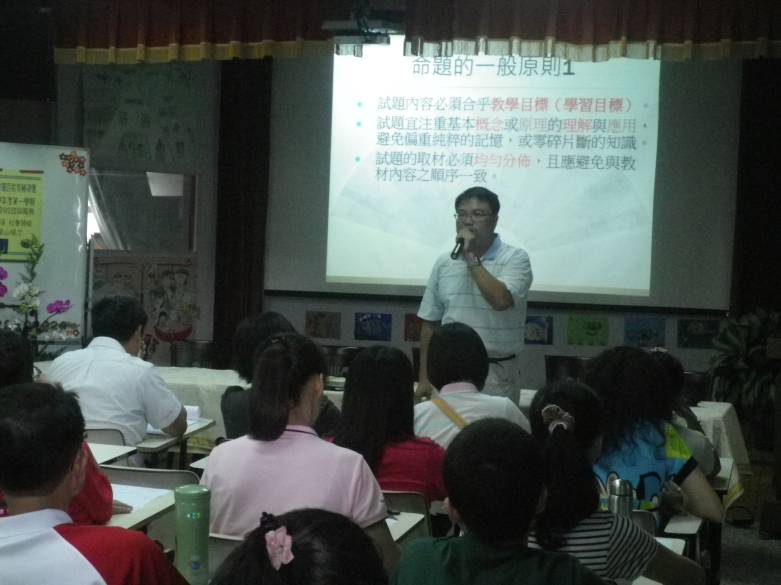 命題的一般原則1
• 試題內容必須合乎教學目標（學習目標）。
• 試題宜注重基本概念或原理的理解與應用，
避免偏重純粹的記憶，或零碎片斷的知識。
• 試題的取材必須均勻分佈，且應避免與教
材內容之順序一致。